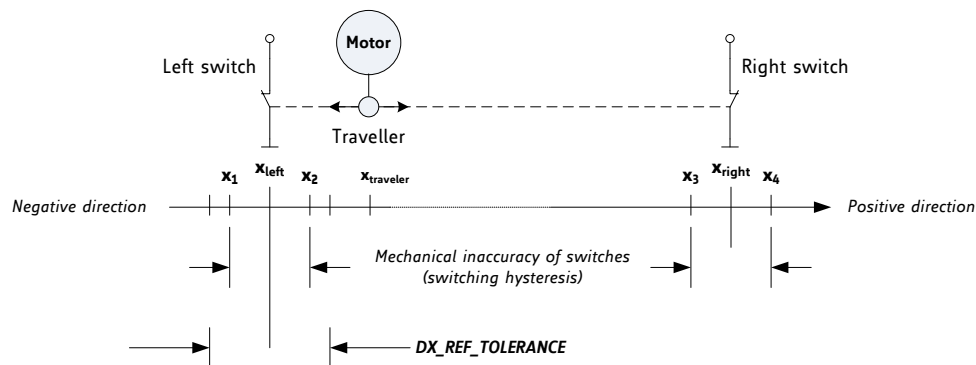 Motor
Left switch
Right switch
Traveller
x1
xleft
x2
xtraveler
x3
xright
x4
Negative direction
Positive direction
Mechanical inaccuracy of switches
(switching hysteresis)
DX_REF_TOLERANCE